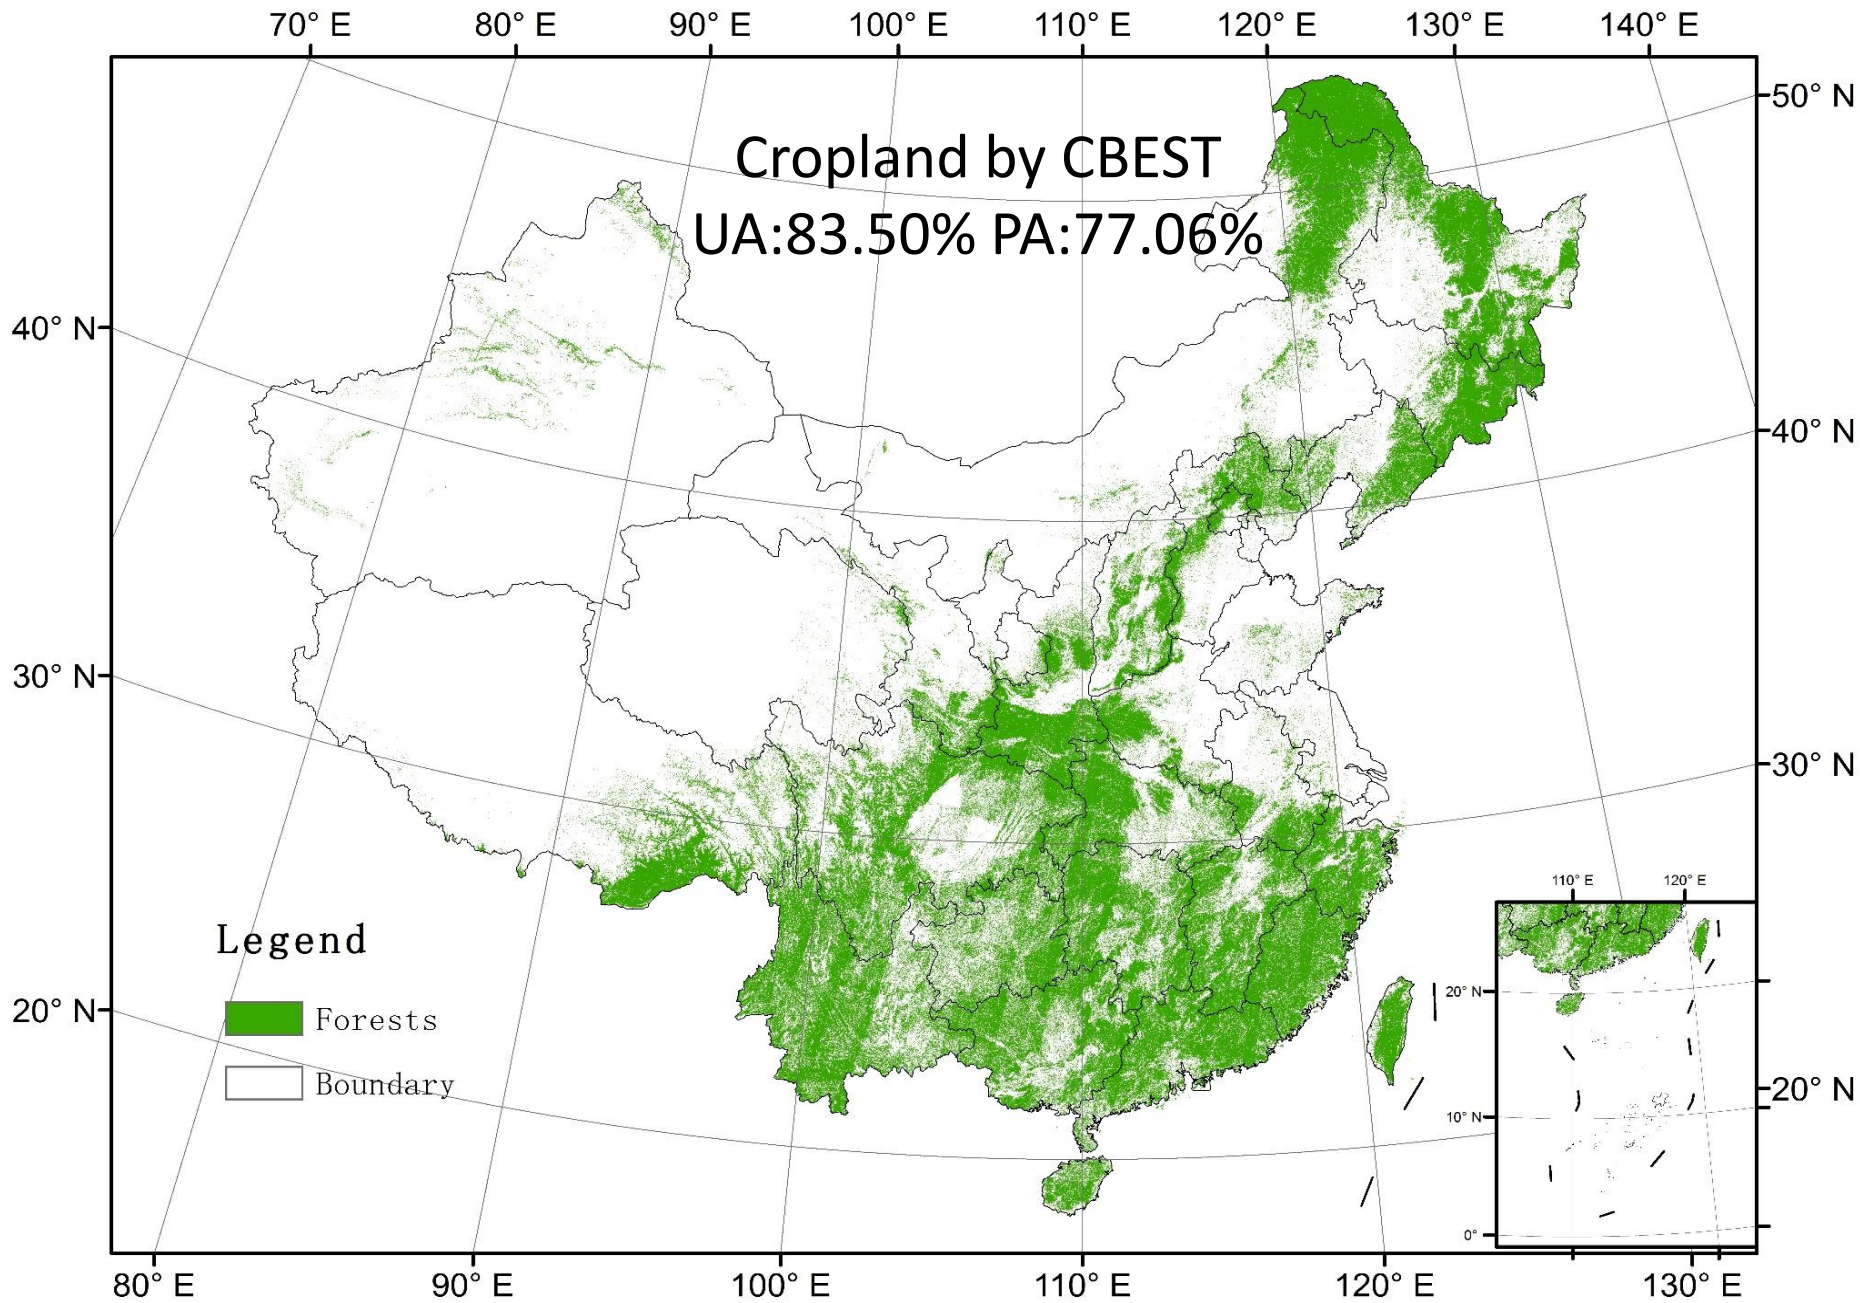 70° E 80° E 90° E 100° E 110° E 120° E 130° E 140° E
50° N
Cropland by CBEST
UA:83.50% PA:77.06%
40° N
40° N
30° N
30° N
110° E 120° E
Legend
20° N
20° N
Forests
Boundary
20° N
10° N
0°
80° E 90° E 100° E 110° E 120° E 130° E